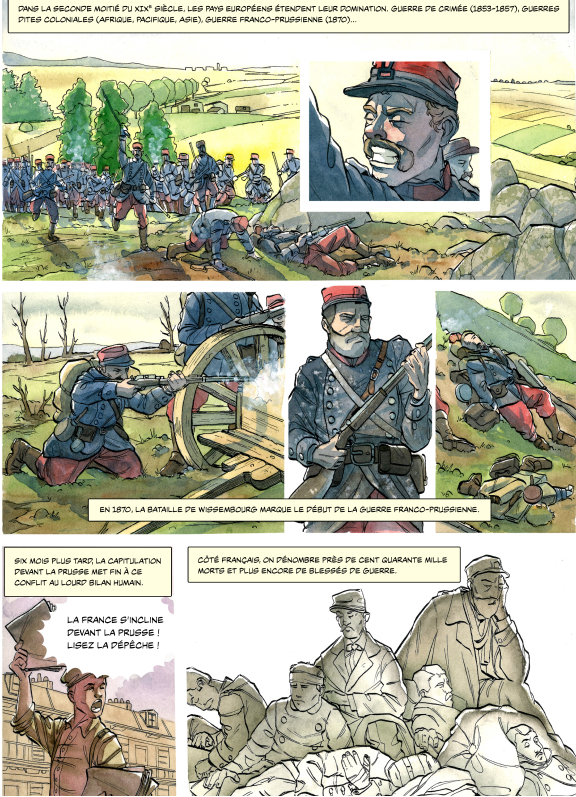 DANS LA SECONDE MOITIÉ DU XIXᵉ SIÈCLE, LES PAYS EUROPÉENS ÉTENDENT LEUR DOMINATION. GUERRE DE CRIMÉE (1853-1857), GUERRES
DITES COLONIALES (AFRIQUE, PACIFIQUE, ASIE), GUERRE FRANCO-PRUSSIENNE (1870)...
EN 1870, LA BATAILLE DE WISSEMBOURG MARQUE LE DÉBUT DE LA GUERRE FRANCO-PRUSSIENNE.
SIX MOIS PLUS TARD, LA CAPITULATION
DEVANT LA PRUSSE MET FIN À CE
CONFLIT AU LOURD BILAN HUMAIN.
LA FRANCE S'INCLINE
DEVANT LA PRUSSE !
LISEZ LA DÉPÊCHE !
CÔTÉ FRANÇAIS, ON DÉNOMBRE PRÈS DE CENT QUARANTE MILLE
MORTS ET PLUS ENCORE DE BLESSÉS DE GUERRE.